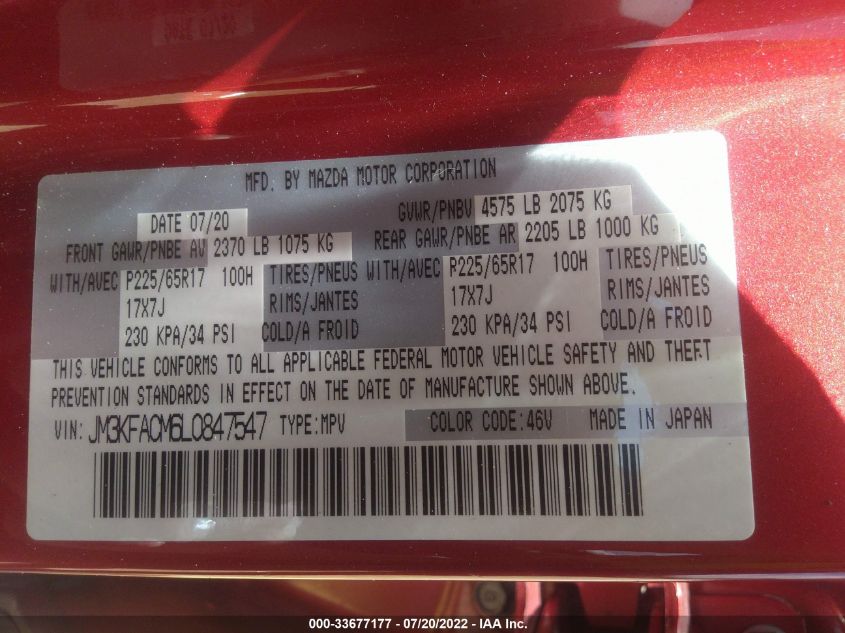 MFD. BY MAZDA MOTOR CORPORATION
DATE 07/20 GVWR/PNBV 4575 LB 2075 KG
FRONT GAWR/PNBE AV 2370 LB 1075 KG REAR GAWR/PNBE AR 2205 LB 1000 KG
WITH/AVEC P225/65R17 100H TIRES/PNEUS WITH/AVEC P225/65R17 100H TIRES/PNEUS
17X7J RIMS/JANTES 17X7J RIMS/JANTES
230 KPA/34 PSI COLD/A FROID 230 KPA/34 PSI COLD/A FROID
THIS VEHICLE CONFORMS TO ALL APPLICABLE FEDERAL MOTOR VEHICLE SAFETY AND THEFT
PREVENTION STANDARDS IN EFFECT ON THE DATE OF MANUFACTURE SHOWN ABOVE.
VIN: JM3KFACM6L0847547 TYPE:MPV COLOR CODE:46V MADE IN JAPAN
000-33677177 - 07/20/2022 - IAA Inc.